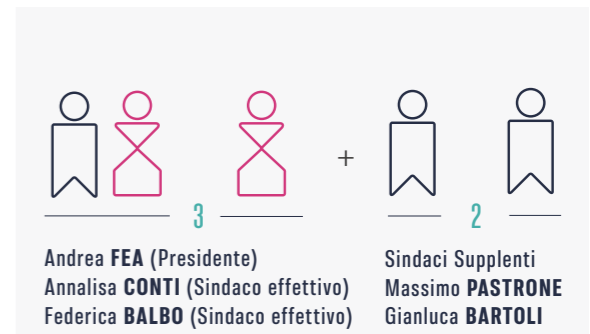 +
3
2
Andrea FEA (Presidente)
Annalisa CONTI (Sindaco effettivo)
Federica BALBO (Sindaco effettivo)
Sindaci Supplenti
Massimo PASTRONE
Gianluca BARTOLI